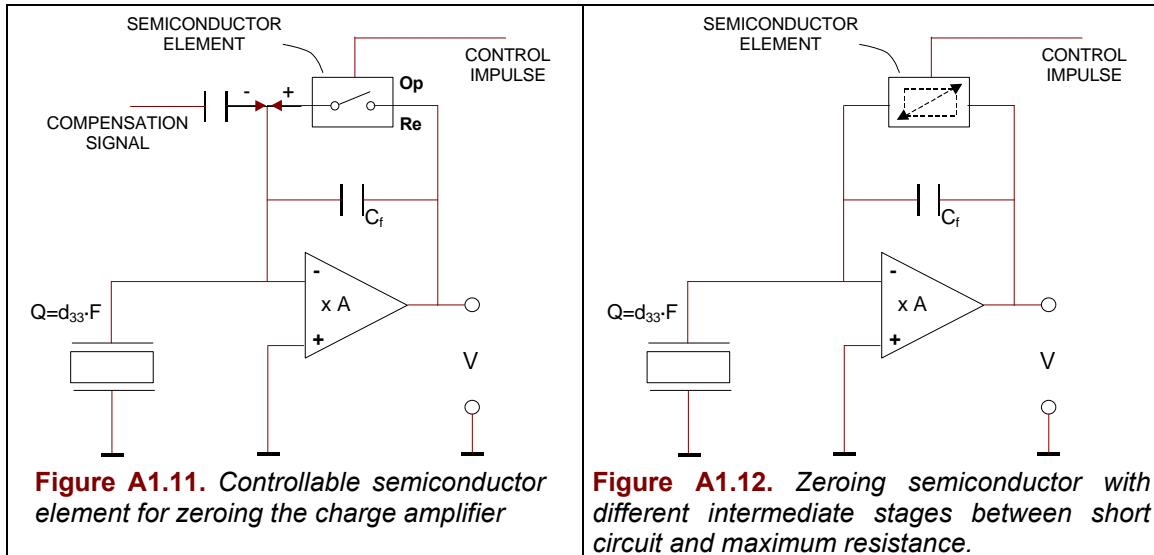 SEMICONDUCTOR
ELEMENT
CONTROL
IMPULSE
- + Op
Re
COMPENSATION
SIGNAL
Cf
-
x A
+
Q=d33·F
V
Figure A1.11. Controllable semiconductor
element for zeroing the charge amplifier
SEMICONDUCTOR
ELEMENT
CONTROL
IMPULSE
Cf
-
x A
+
Q=d33·F
V
Figure A1.12. Zeroing semiconductor with
different intermediate stages between short
circuit and maximum resistance.